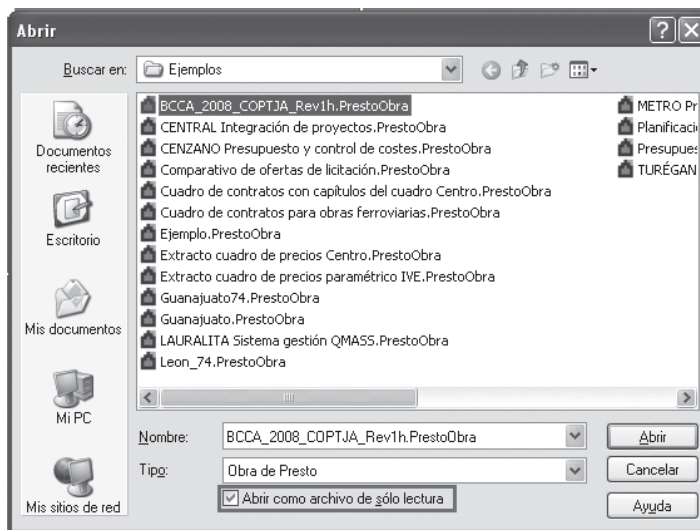 Abrir
Buscar en: Ejemplos
Documentos
recientes
Escritorio
Mis documentos
Mi PC
Mis sitios de red
BCCA_2008_COPTJA_Rev1h.PrestoObra
CENTRAL Integración de proyectos.PrestoObra
CENZANO Presupuesto y control de costes.PrestoObra
Comparativo de ofertas de licitación.PrestoObra
Cuadro de contratos con capítulos del cuadro Centro.PrestoObra
Cuadro de contratos para obras ferroviarias.PrestoObra
Ejemplo.PrestoObra
Extracto cuadro de precios Centro.PrestoObra
Extracto cuadro de precios paramétrico IVE.PrestoObra
Guanajuato74.PrestoObra
Guanajuato.PrestoObra
LAURALITA Sistema gestión QMASS.PrestoObra
Leon_74.PrestoObra
METRO Pr
Planificaci
Presupues
TURÉGAN
Nombre: BCCA_2008_COPTJA_Rev1h.PrestoObra
Abrir
Tipo: Obra de Presto
Cancelar
Abrir como archivo de sólo lectura
Ayuda